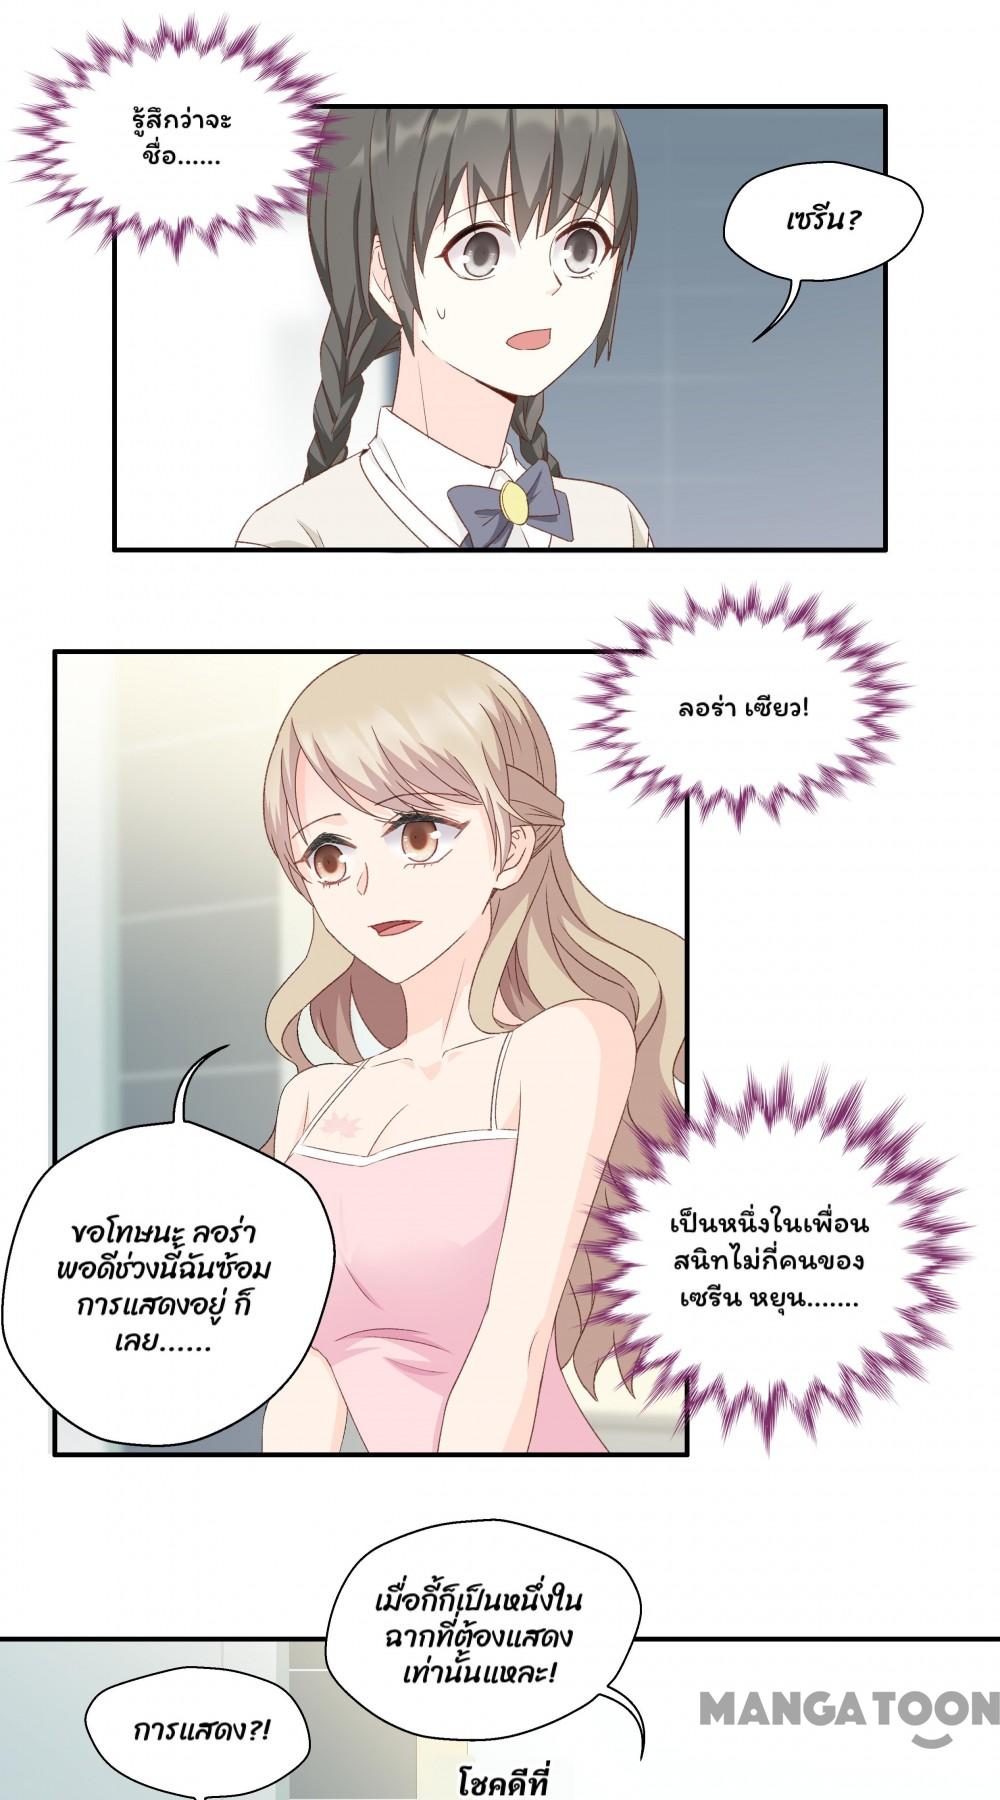 รู้สึกว่าจะ
ชื่อ......
เซรีน?
ลอร่า เซียว!
ขอโทษนะ ลอร่า
พอดีช่วงนี้ฉันซ้อม
การแสดงอยู่ ก็
เลย......
เป็นหนึ่งในเพื่อน
สนิทไม่กี่คนของ
เซรีน หยุน.......
เมื่อกี้ก็เป็นหนึ่งใน
ฉากที่ต้องแสดง
เท่านั้นแหละ!
การแสดง?!
MANGATOON
โชคดีที่